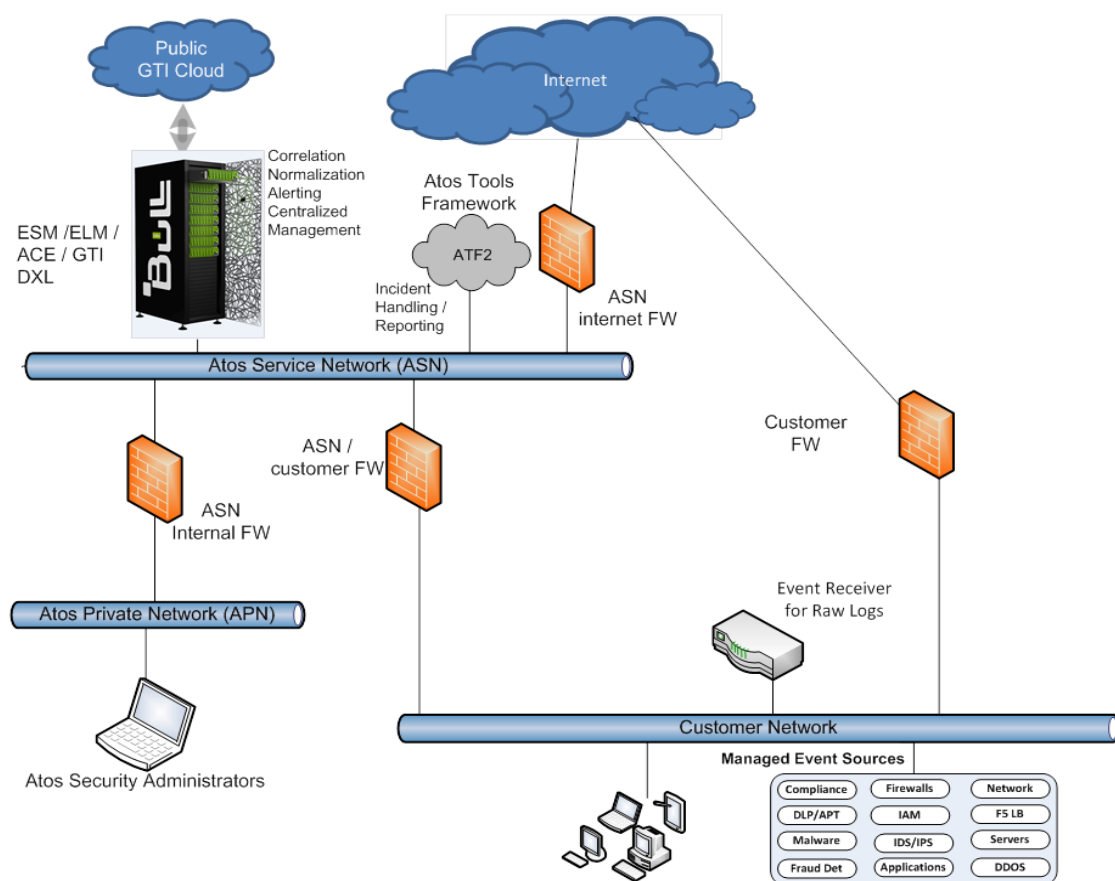 Public
GTI Cloud
Internet
Correlation
Normalization
Alerting
Centralized
Management
ESM /ELM /
ACE / GTI
DXL
Bull
Atos Tools
Framework
ATF2
Incident
Handling /
Reporting
ASN
internet FW
Atos Service Network (ASN)
ASN /
customer FW
Customer
FW
ASN
Internal FW
Atos Private Network (APN)
Event Receiver
for Raw Logs
Atos Security Administrators
Customer Network
Managed Event Sources
Compliance
Firewalls
Network
DLP/APT
IAM
F5 LB
Malware
IDS/IPS
Servers
Fraud Det
Applications
DDOS